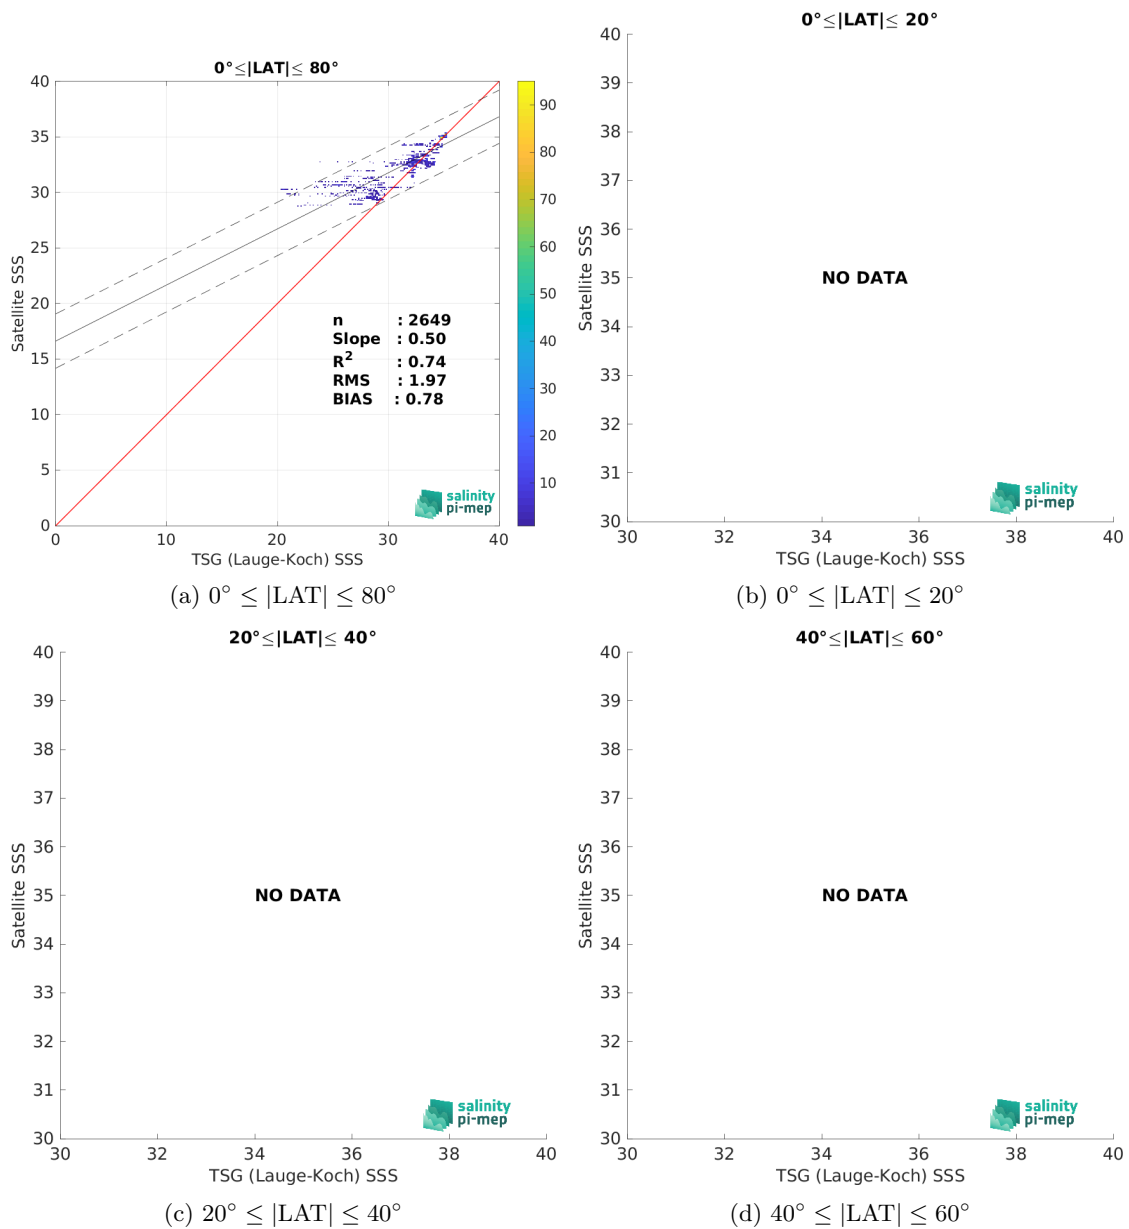 0°≤|LAT|≤ 80°
40
35
30
25
20
15
10
5
0
Satellite SSS
0
10
20
30
40
TSG (Lauge-Koch) SSS
n : 2649
Slope : 0.50
R² : 0.74
RMS : 1.97
BIAS : 0.78
salinity
pi-mep
90
80
70
60
50
40
30
20
10
(a) 0° ≤ |LAT| ≤ 80°
0°≤|LAT|≤ 20°
40
39
38
37
36
35
34
33
32
31
30
Satellite SSS
NO DATA
salinity
pi-mep
30
32
34
36
38
40
TSG (Lauge-Koch) SSS
(b) 0° ≤ |LAT| ≤ 20°
20°≤|LAT|≤ 40°
40
39
38
37
36
35
34
33
32
31
30
Satellite SSS
NO DATA
salinity
pi-mep
30
32
34
36
38
40
TSG (Lauge-Koch) SSS
(c) 20° ≤ |LAT| ≤ 40°
40°≤|LAT|≤ 60°
40
39
38
37
36
35
34
33
32
31
30
Satellite SSS
NO DATA
salinity
pi-mep
30
32
34
36
38
40
TSG (Lauge-Koch) SSS
(d) 40° ≤ |LAT| ≤ 60°